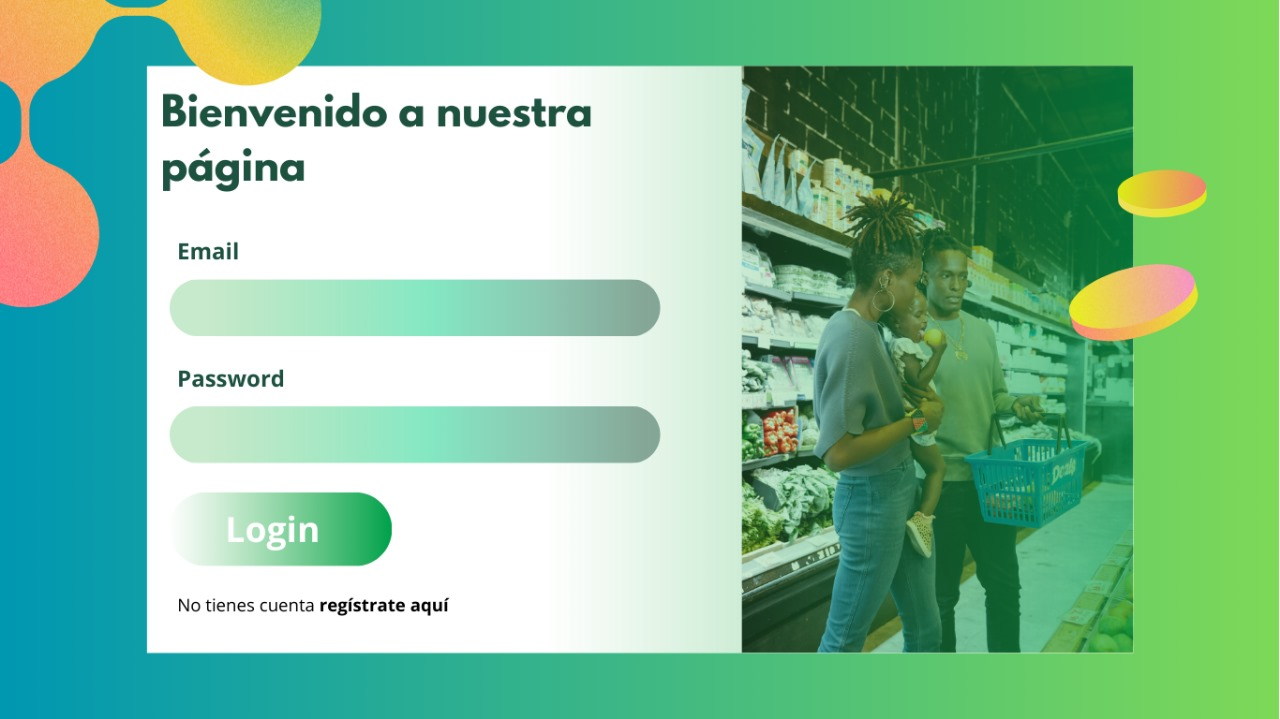 Bienvenido a nuestra
página
Email
Password
Login
No tienes cuenta regístrate aquí